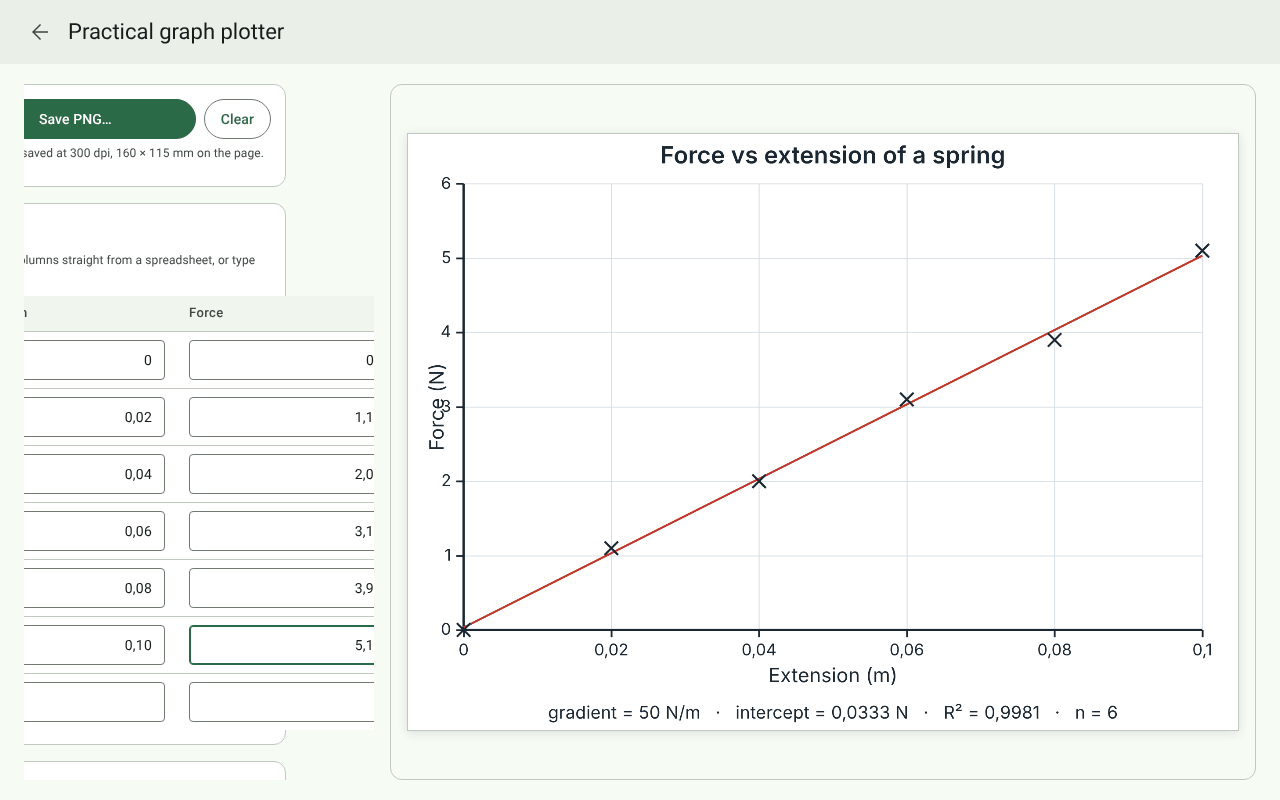 Practical graph plotter
Save PNG…
Clear
saved at 300 dpi, 160 × 115 mm on the page.
straight from a spreadsheet, or type
Force
0 0
0,02 1,1
0,04 2,0
0,06 3,1
0,08 3,9
0,10 5,1
Force vs extension of a spring
6
5
4
3
2
1
0
Force (N)
0 0,02 0,04 0,06 0,08 0,1
Extension (m)
gradient = 50 N/m · intercept = 0,0333 N · R² = 0,9981 · n = 6